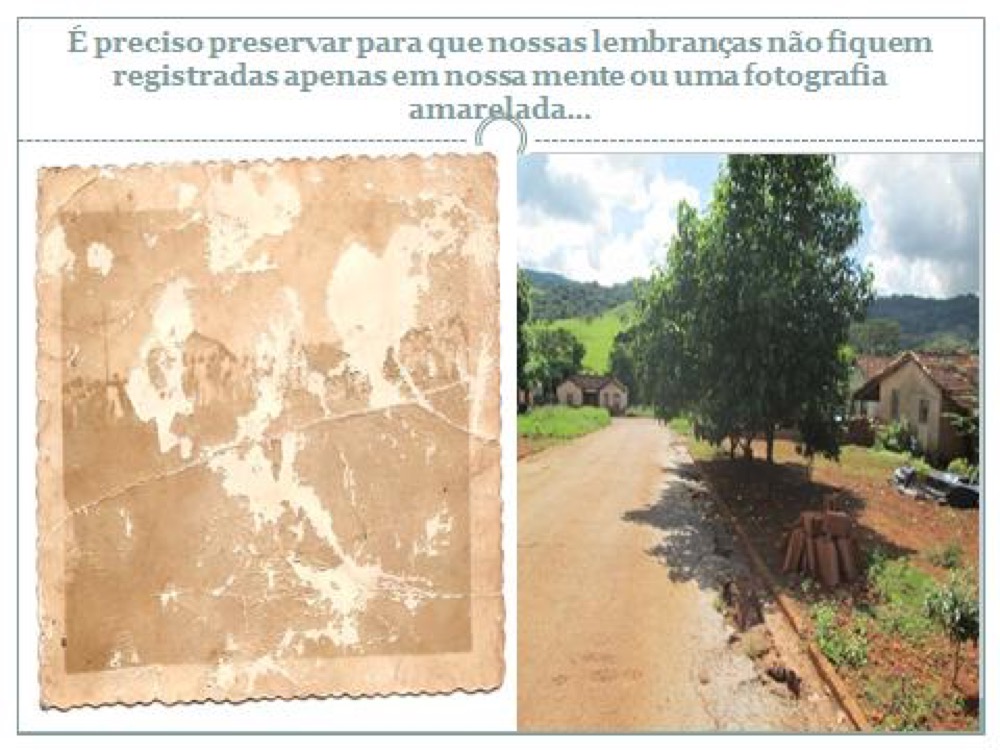 É preciso preservar para que nossas lembranças não fiquem
registradas apenas em nossa mente ou uma fotografia
amarelada...